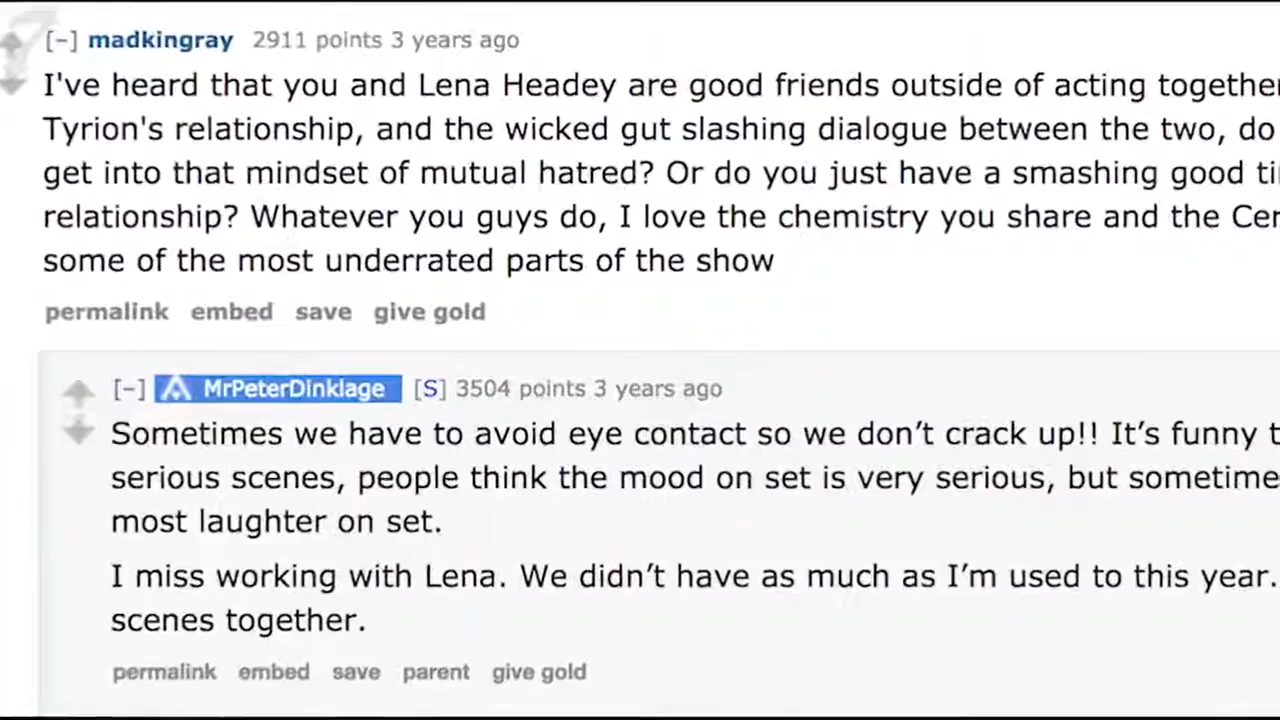 [–] madkingray 2911 points 3 years ago
I've heard that you and Lena Headey are good friends outside of acting together
Tyrion's relationship, and the wicked gut slashing dialogue between the two, do
get into that mindset of mutual hatred? Or do you just have a smashing good ti
relationship? Whatever you guys do, I love the chemistry you share and the Cer
some of the most underrated parts of the show
permalink embed save give gold
[–] MrPeterDinklage [S] 3504 points 3 years ago
Sometimes we have to avoid eye contact so we don’t crack up!! It’s funny t
serious scenes, people think the mood on set is very serious, but sometime
most laughter on set.
I miss working with Lena. We didn’t have as much as I’m used to this year.
scenes together.
permalink embed save parent give gold